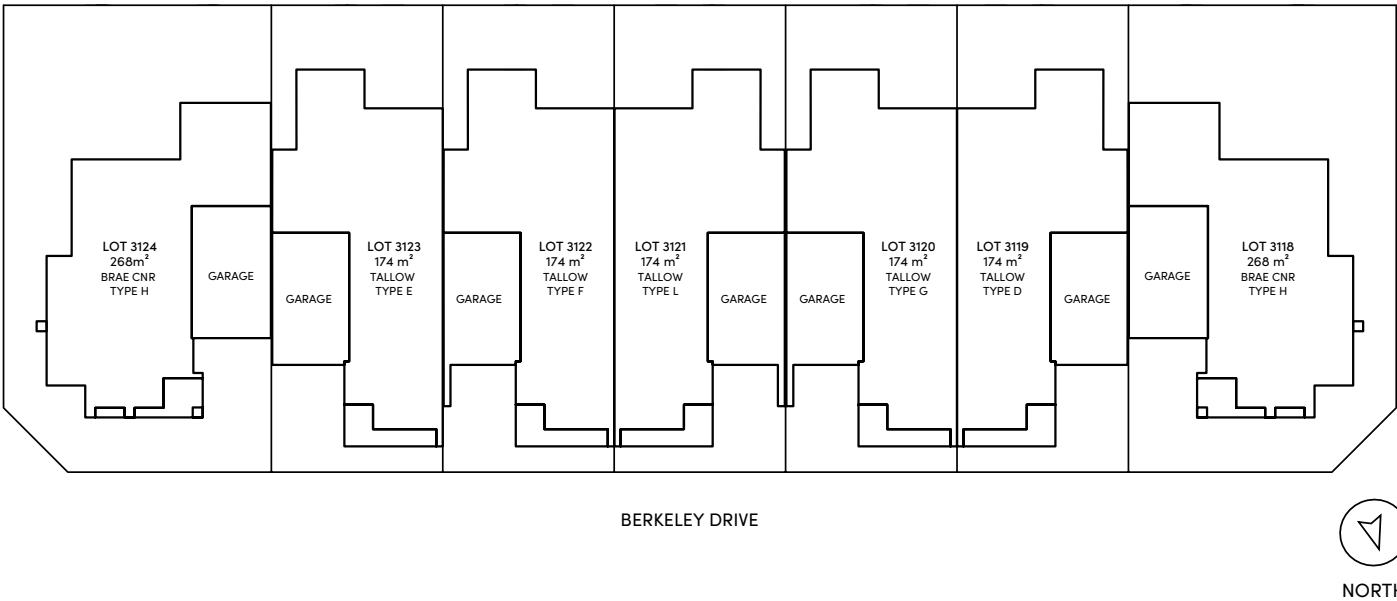 LOT 3124
268m²
BRAE CNR
TYPE H
GARAGE
GARAGE
LOT 3123
174 m²
TALLOW
TYPE E
GARAGE
LOT 3122
174 m²
TALLOW
TYPE F
LOT 3121
174 m²
TALLOW
TYPE L
GARAGE
GARAGE
LOT 3120
174 m²
TALLOW
TYPE G
LOT 3119
174 m²
TALLOW
TYPE D
GARAGE
GARAGE
LOT 3118
268 m²
BRAE CNR
TYPE H
BERKELEY DRIVE
NORTH